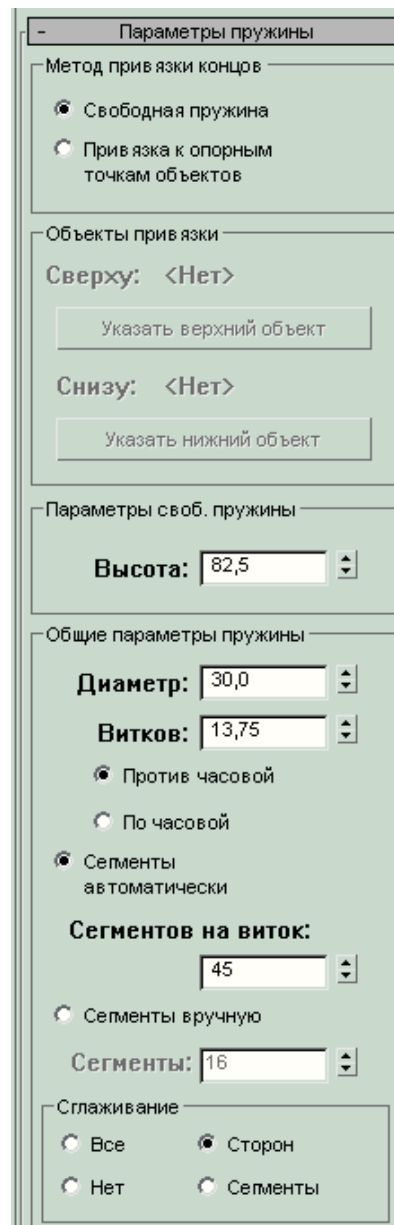 - Параметры пружины
Метод привязки концов
Свободная пружина
Привязка к опорным
точкам объектов
Объекты привязки
Сверху: <Нет>
Указать верхний объект
Снизу: <Нет>
Указать нижний объект
Параметры своб. пружины
Высота: 82,5
Общие параметры пружины
Диаметр: 30,0
Витков: 13,75
Против часовой
По часовой
Сегменты
автоматически
Сегментов на виток:
45
Сегменты вручную
Сегменты: 16
Сглаживание
Все Сторон
Нет Сегменты